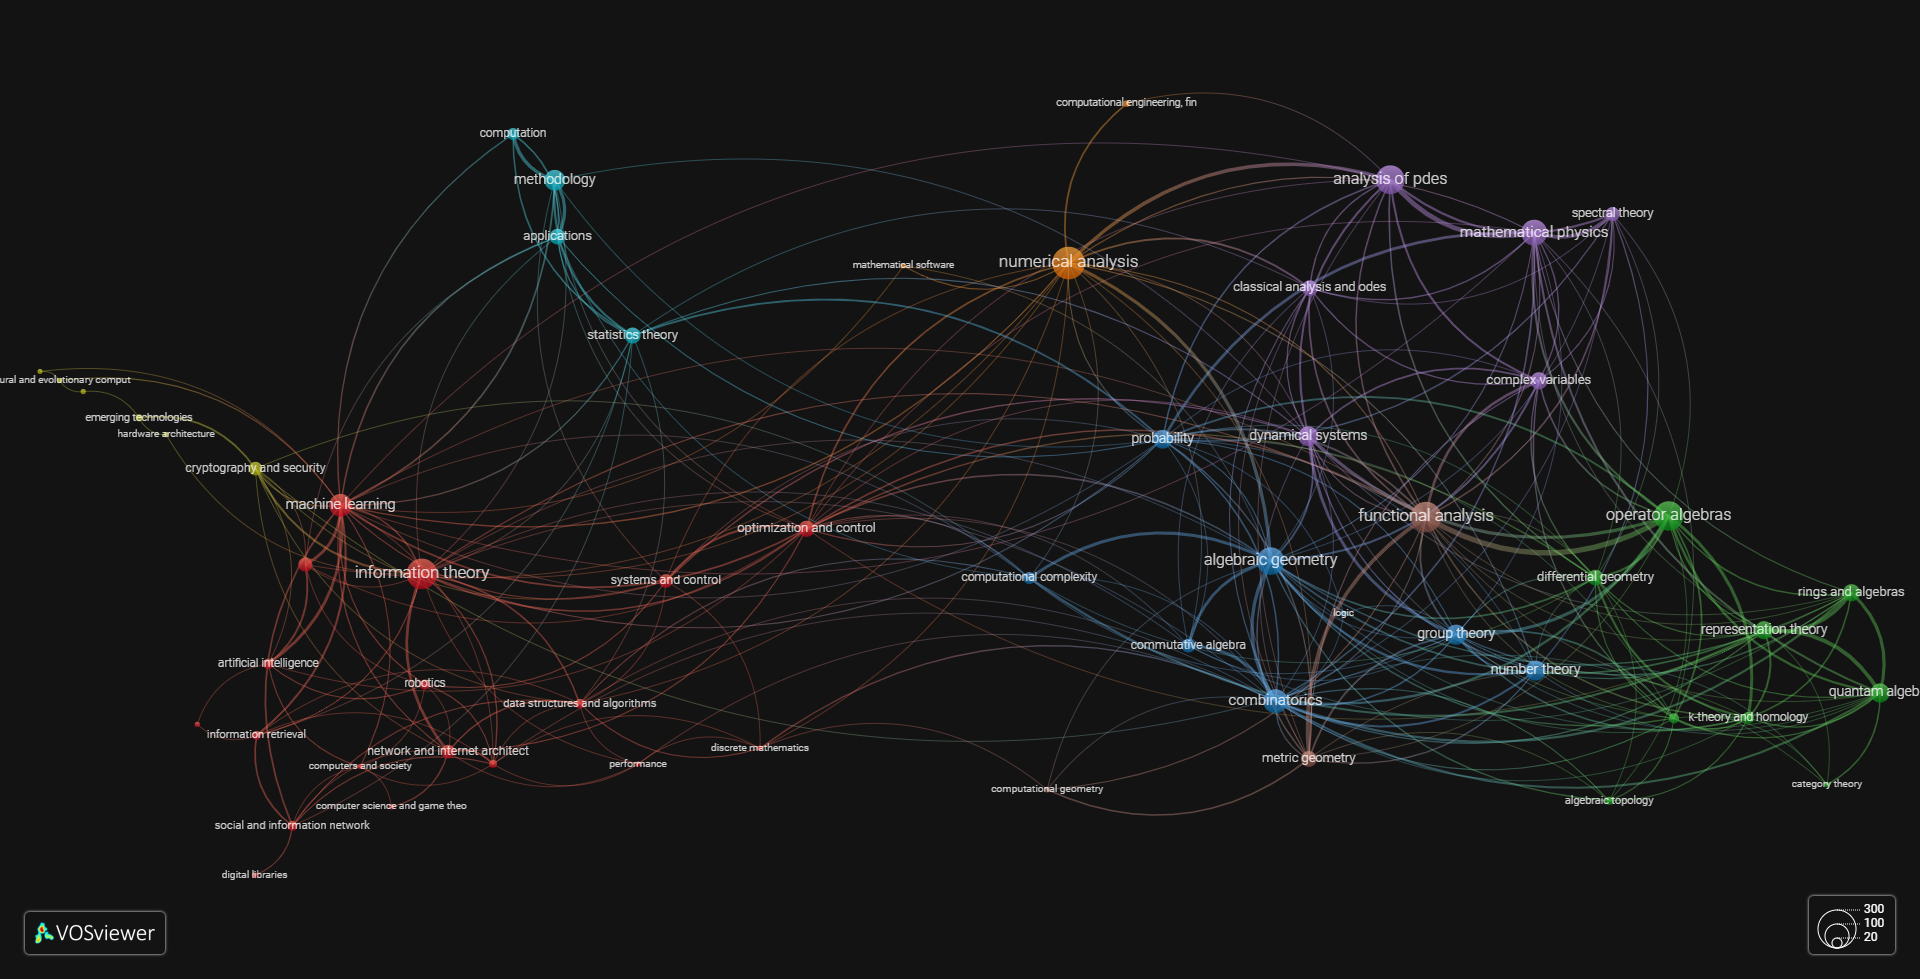 computational engineering, fin
computation
methodology
analysis of pdes
spectral theory
mathematical physics
applications
numerical analysis
mathematical software
classical analysis and odes
statistics theory
ural and evolutionary comput
complex variables
emerging technologies
hardware architecture
probability
dynamical systems
cryptography and security
machine learning
functional analysis
operator algebras
optimization and control
algebraic geometry
information theory
systems and control
computational complexity
differential geometry
rings and algebras
logic
group theory
representation theory
commutative algebra
artificial intelligence
number theory
robotics
quantam algeb
combinatorics
data structures and algorithms
k-theory and homology
information retrieval
network and internet architect
discrete mathematics
metric geometry
computers and society
performance
category theory
computational geometry
algebraic topology
computer science and game theo
social and information network
digital libraries
VOSviewer
300
100
20